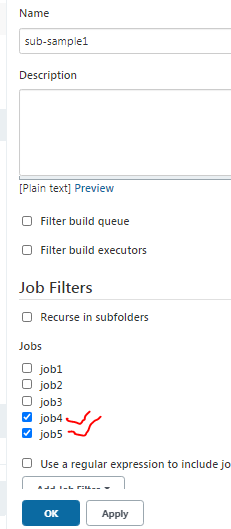 Name
sub-sample1
Description
[Plain text] Preview
Filter build queue
Filter build executors
Job Filters
Recurse in subfolders
Jobs
job1
job2
job3
job4
job5
Use a regular expression to include jo
Add Job Filter
OK Apply